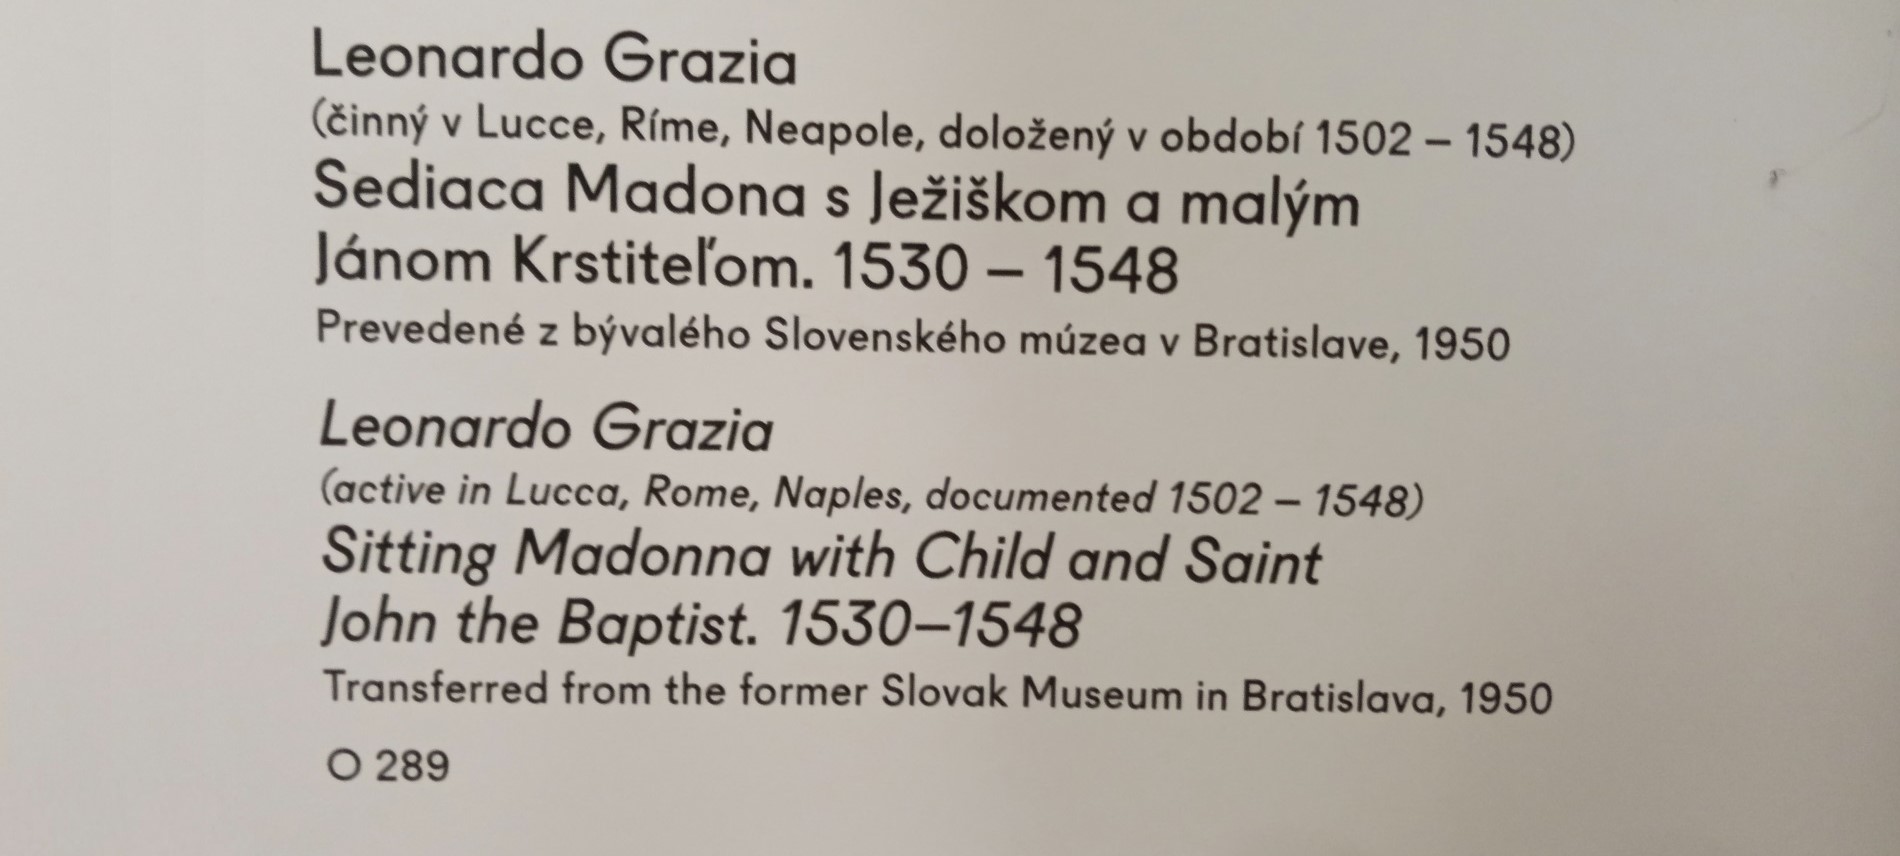 Leonardo Grazia
(činný v Lucce, Ríme, Neapole, doložený v období 1502 – 1548)
Sediaca Madona s Ježiškom a malým
Jánom Krstiteľom. 1530 – 1548
Prevedené z bývalého Slovenského múzea v Bratislave, 1950
Leonardo Grazia
(active in Lucca, Rome, Naples, documented 1502 – 1548)
Sitting Madonna with Child and Saint
John the Baptist. 1530–1548
Transferred from the former Slovak Museum in Bratislava, 1950
O 289